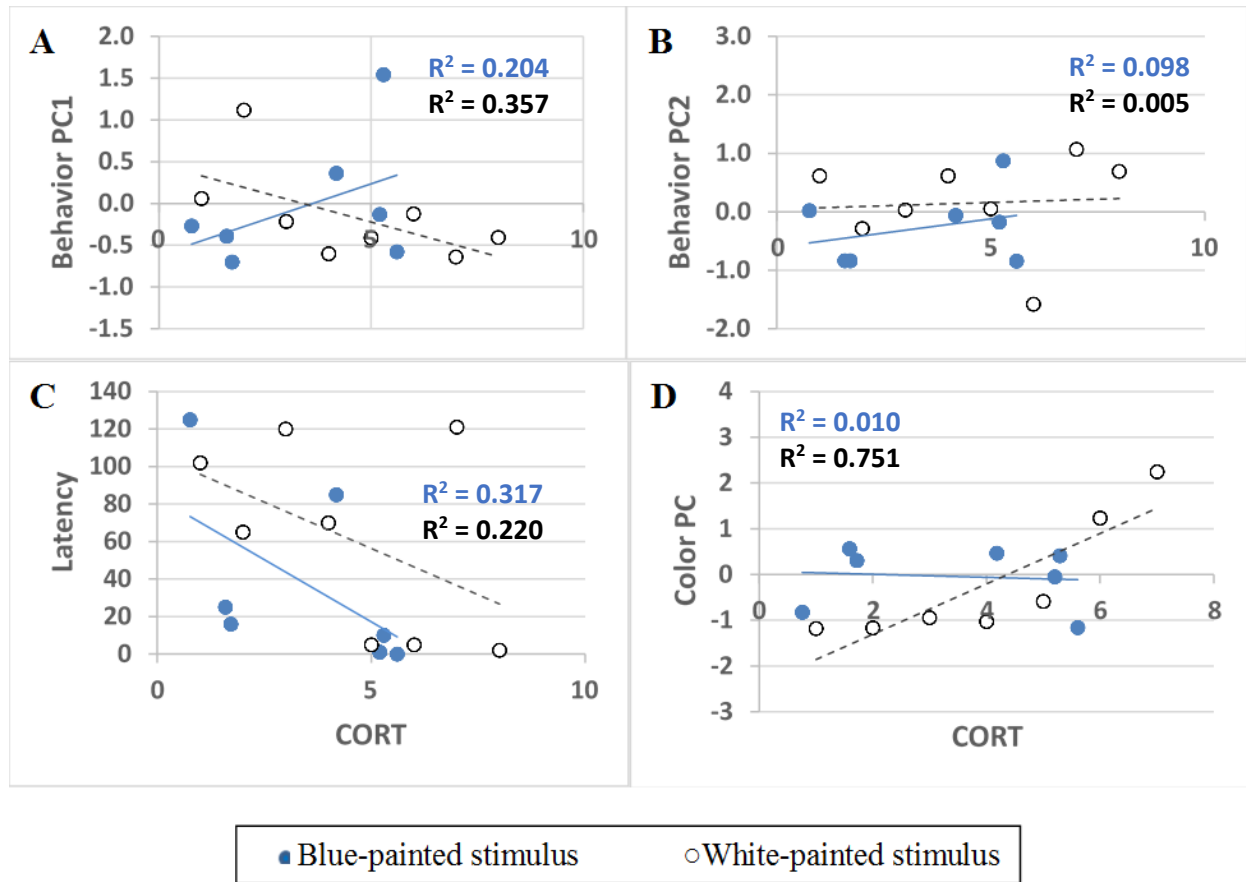 A
2.0
1.5
1.0
0.5
0.0
-0.5
-1.0
-1.5
0
5
10
Behavior PC1
R² = 0.204
R² = 0.357
B
3.0
2.0
1.0
0.0
-1.0
-2.0
0
5
10
Behavior PC2
R² = 0.098
R² = 0.005
C
140
120
100
80
60
40
20
0
0
5
10
Latency
CORT
R² = 0.317
R² = 0.220
D
4
3
2
1
0
-1
-2
-3
0
2
4
6
8
Color PC
CORT
R² = 0.010
R² = 0.751
Blue-painted stimulus
White-painted stimulus